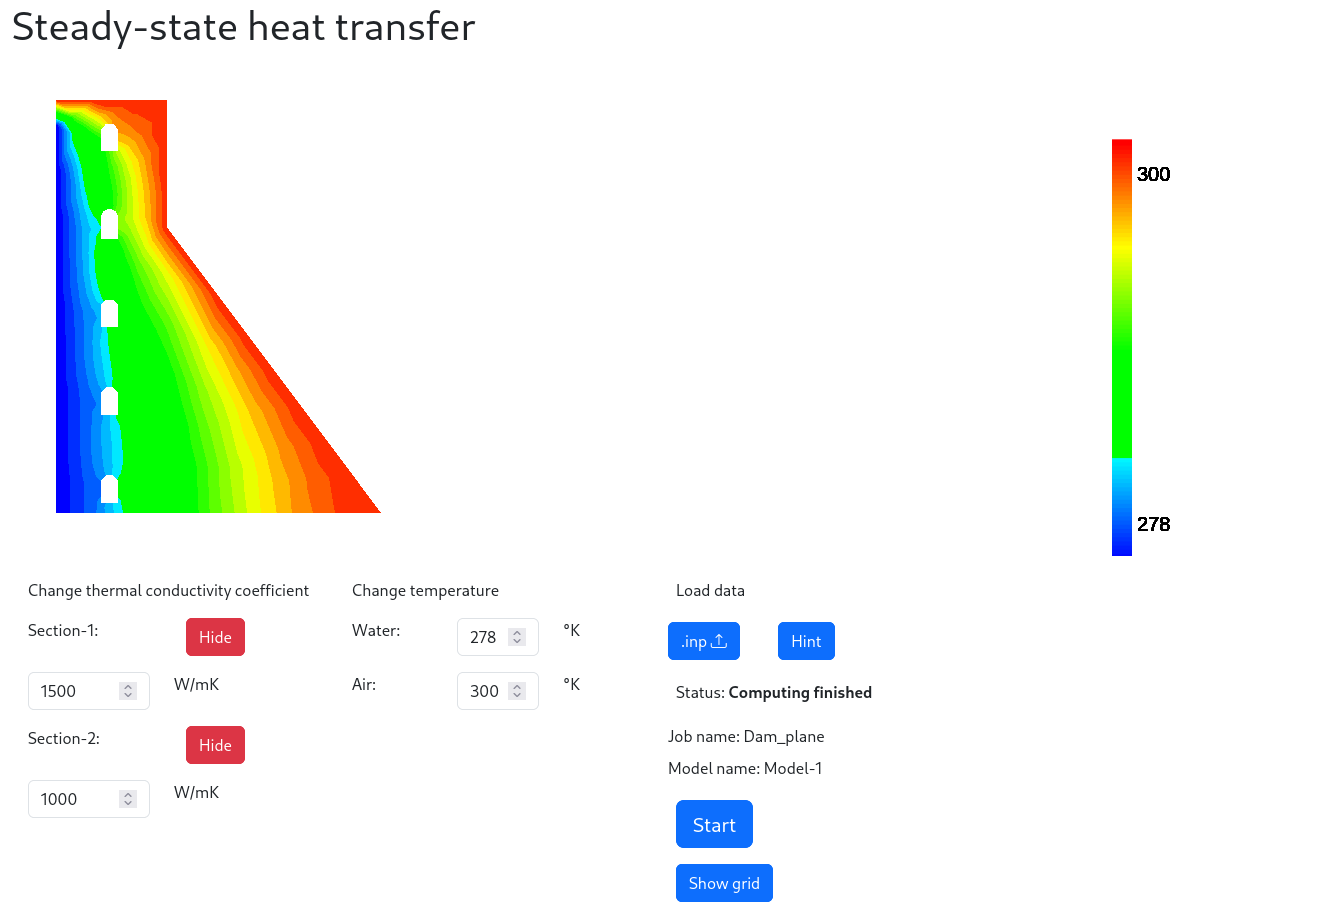 Steady-state heat transfer
300
278
Change thermal conductivity coefficient
Section-1:
Hide
1500
W/mK
Section-2:
Hide
1000
W/mK
Change temperature
Water:
278
°K
Air:
300
°K
Load data
.inp
Hint
Status: Computing finished
Job name: Dam_plane
Model name: Model-1
Start
Show grid